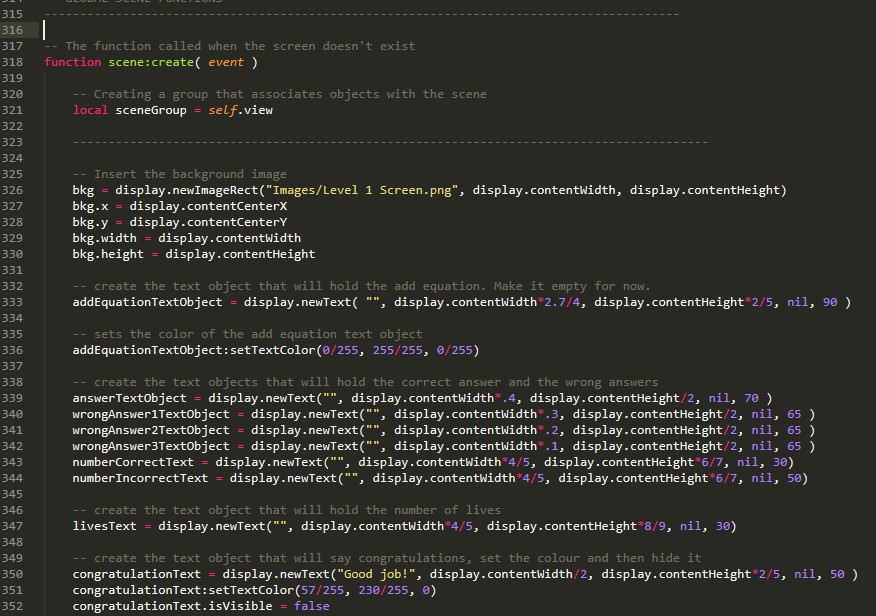 314 -- GLOBAL SCENE FUNCTIONS
315 -----------------------------------------------------------------------------------------
316
317 -- The function called when the screen doesn't exist
318 function scene:create( event )
319
320 -- Creating a group that associates objects with the scene
321 local sceneGroup = self.view
322
323 -----------------------------------------------------------------------------------------
324
325 -- Insert the background image
326 bkg = display.newImageRect("Images/Level 1 Screen.png", display.contentWidth, display.contentHeight)
327 bkg.x = display.contentCenterX
328 bkg.y = display.contentCenterY
329 bkg.width = display.contentWidth
330 bkg.height = display.contentHeight
331
332 -- create the text object that will hold the add equation. Make it empty for now.
333 addEquationTextObject = display.newText( "", display.contentWidth*2.7/4, display.contentHeight*2/5, nil, 90 )
334
335 -- sets the color of the add equation text object
336 addEquationTextObject:setTextColor(0/255, 255/255, 0/255)
337
338 -- create the text objects that will hold the correct answer and the wrong answers
339 answerTextObject = display.newText("", display.contentWidth*.4, display.contentHeight/2, nil, 70 )
340 wrongAnswer1TextObject = display.newText("", display.contentWidth*.3, display.contentHeight/2, nil, 65 )
341 wrongAnswer2TextObject = display.newText("", display.contentWidth*.2, display.contentHeight/2, nil, 65 )
342 wrongAnswer3TextObject = display.newText("", display.contentWidth*.1, display.contentHeight/2, nil, 65 )
343 numberCorrectText = display.newText("", display.contentWidth*4/5, display.contentHeight*6/7, nil, 30)
344 numberIncorrectText = display.newText("", display.contentWidth*4/5, display.contentHeight*6/7, nil, 50)
345
346 -- create the text object that will hold the number of lives
347 livesText = display.newText("", display.contentWidth*4/5, display.contentHeight*8/9, nil, 30)
348
349 -- create the text object that will say congratulations, set the colour and then hide it
350 congratulationText = display.newText("Good job!", display.contentWidth/2, display.contentHeight*2/5, nil, 50 )
351 congratulationText:setTextColor(57/255, 230/255, 0)
352 congratulationText.isVisible = false